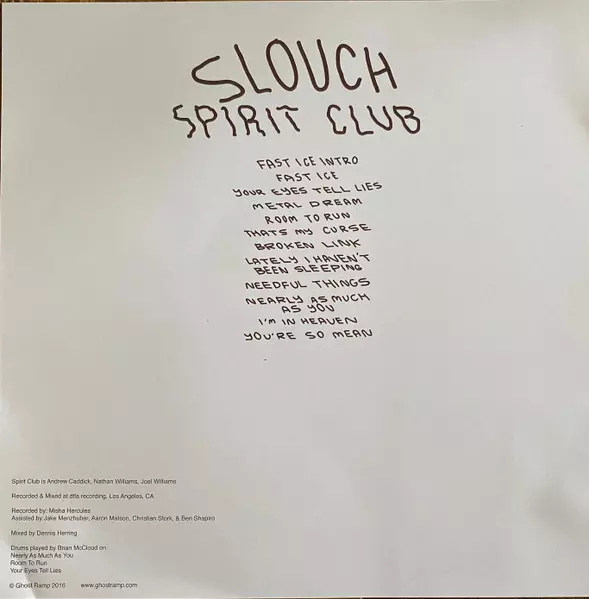 SLOUCH
SPIRIT CLUB
FAST ICE INTRO
FAST ICE
YOUR EYES TELL LIES
METAL DREAM
ROOM TO RUN
THATS MY CURSE
BROKEN LINK
LATELY I HAVEN'T
BEEN SLEEPING
NEEDFUL THINGS
NEARLY AS MUCH
AS YOU
I'M IN HEAVEN
YOU'RE SO MEAN
Spirit Club is Andrew Caddick, Nathan Williams, Joel Williams
Recorded & Mixed at dtla recording, Los Angeles, CA
Recorded by: Misha Hercules
Assisted by:Jake Menzhuber, Aaron Matson, Christian Stork, & Ben Shapiro
Mixed by Dennis Herring
Drums played by Brian McCloud on:
Nearly As Much As You
Room To Run
Your Eyes Tell Lies
© Ghost Ramp 2016 www.ghostramp.com